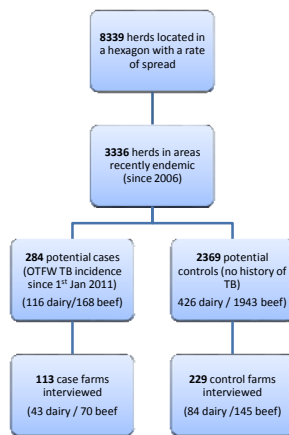 8339 herds located in
a hexagon with a rate
of spread
3336 herds in areas
recently endemic
(since 2006)
284 potential cases
(OTFW TB incidence
since 1st Jan 2011)
(116 dairy/168 beef)
2369 potential
controls (no history of
TB)
426 dairy / 1943 beef)
113 case farms
interviewed
(43 dairy / 70 beef
229 control farms
interviewed
(84 dairy /145 beef)